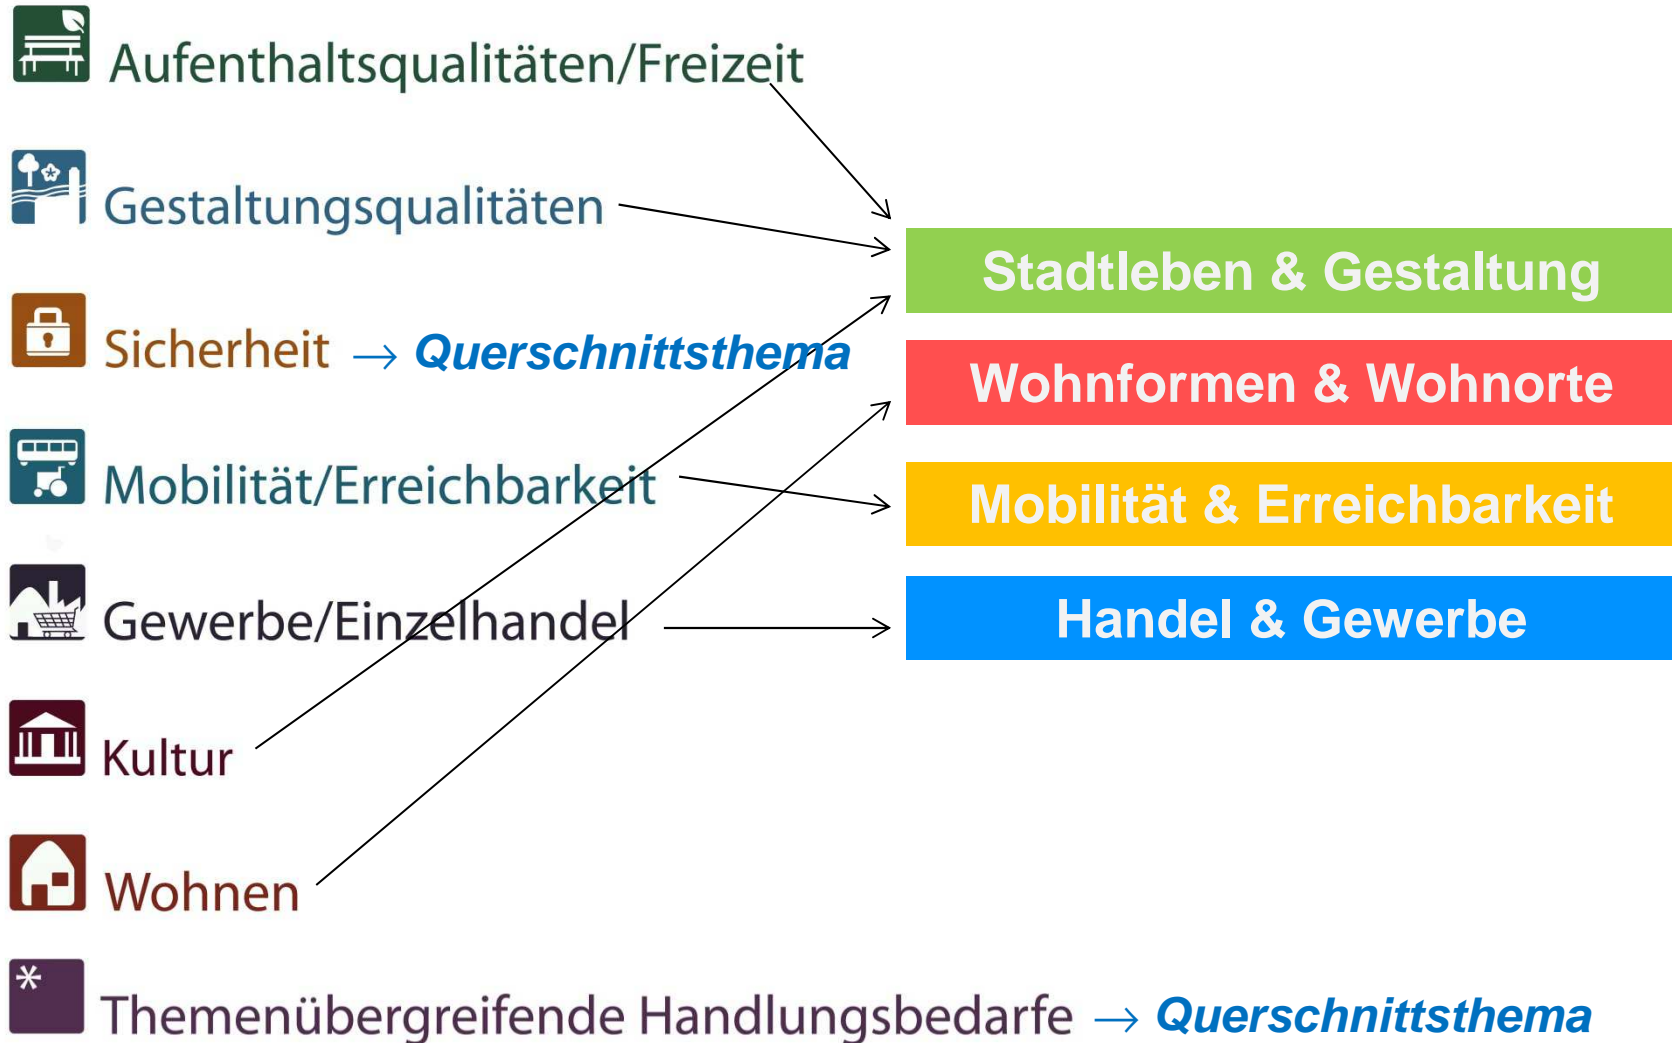 Aufenthaltsqualitäten/Freizeit
Gestaltungsqualitäten
Sicherheit → Querschnittsthema
Mobilität/Erreichbarkeit
Gewerbe/Einzelhandel
Kultur
Wohnen
* Themenübergreifende Handlungsbedarfe → Querschnittsthema
Stadtleben & Gestaltung
Wohnformen & Wohnorte
Mobilität & Erreichbarkeit
Handel & Gewerbe